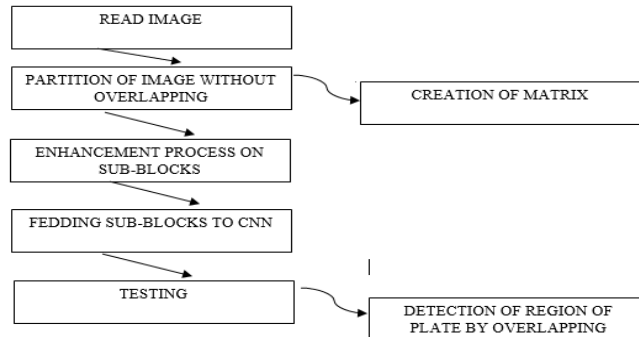 READ IMAGE
PARTITION OF IMAGE WITHOUT
OVERLAPPING
CREATION OF MATRIX
ENHANCEMENT PROCESS ON
SUB-BLOCKS
FEDDING SUB-BLOCKS TO CNN
TESTING
DETECTION OF REGION OF
PLATE BY OVERLAPPING